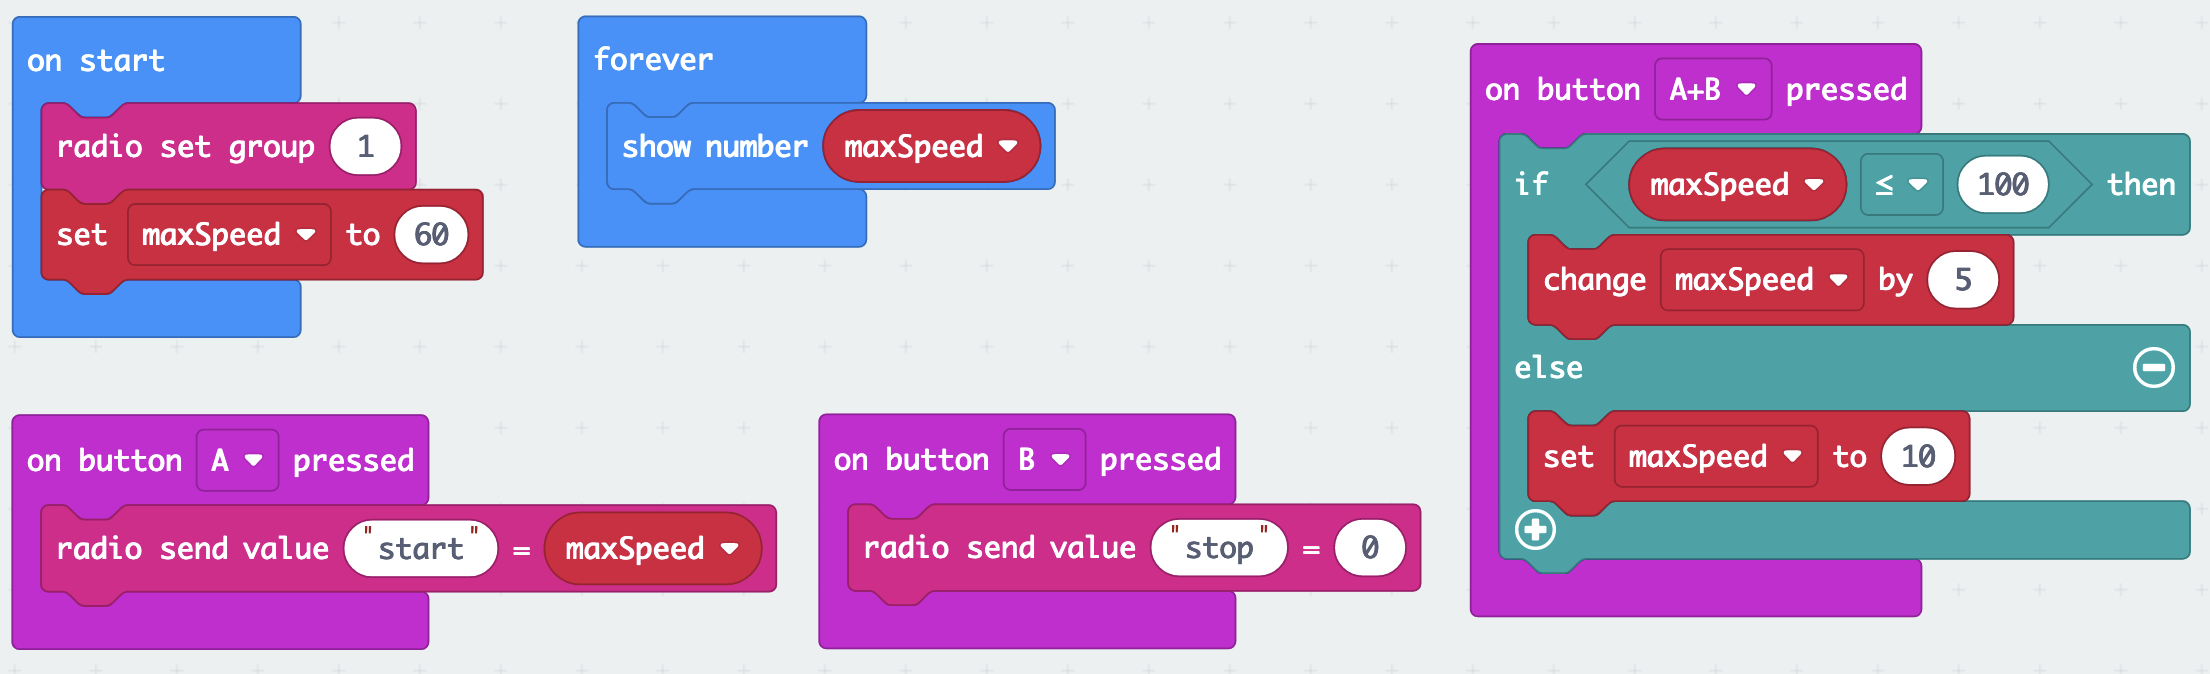 on start
radio set group 1
set maxSpeed to 60
forever
show number maxSpeed
on button A+B pressed
if maxSpeed ≤ 100 then
change maxSpeed by 5
else
set maxSpeed to 10
on button A pressed
radio send value "start" = maxSpeed
on button B pressed
radio send value "stop" = 0